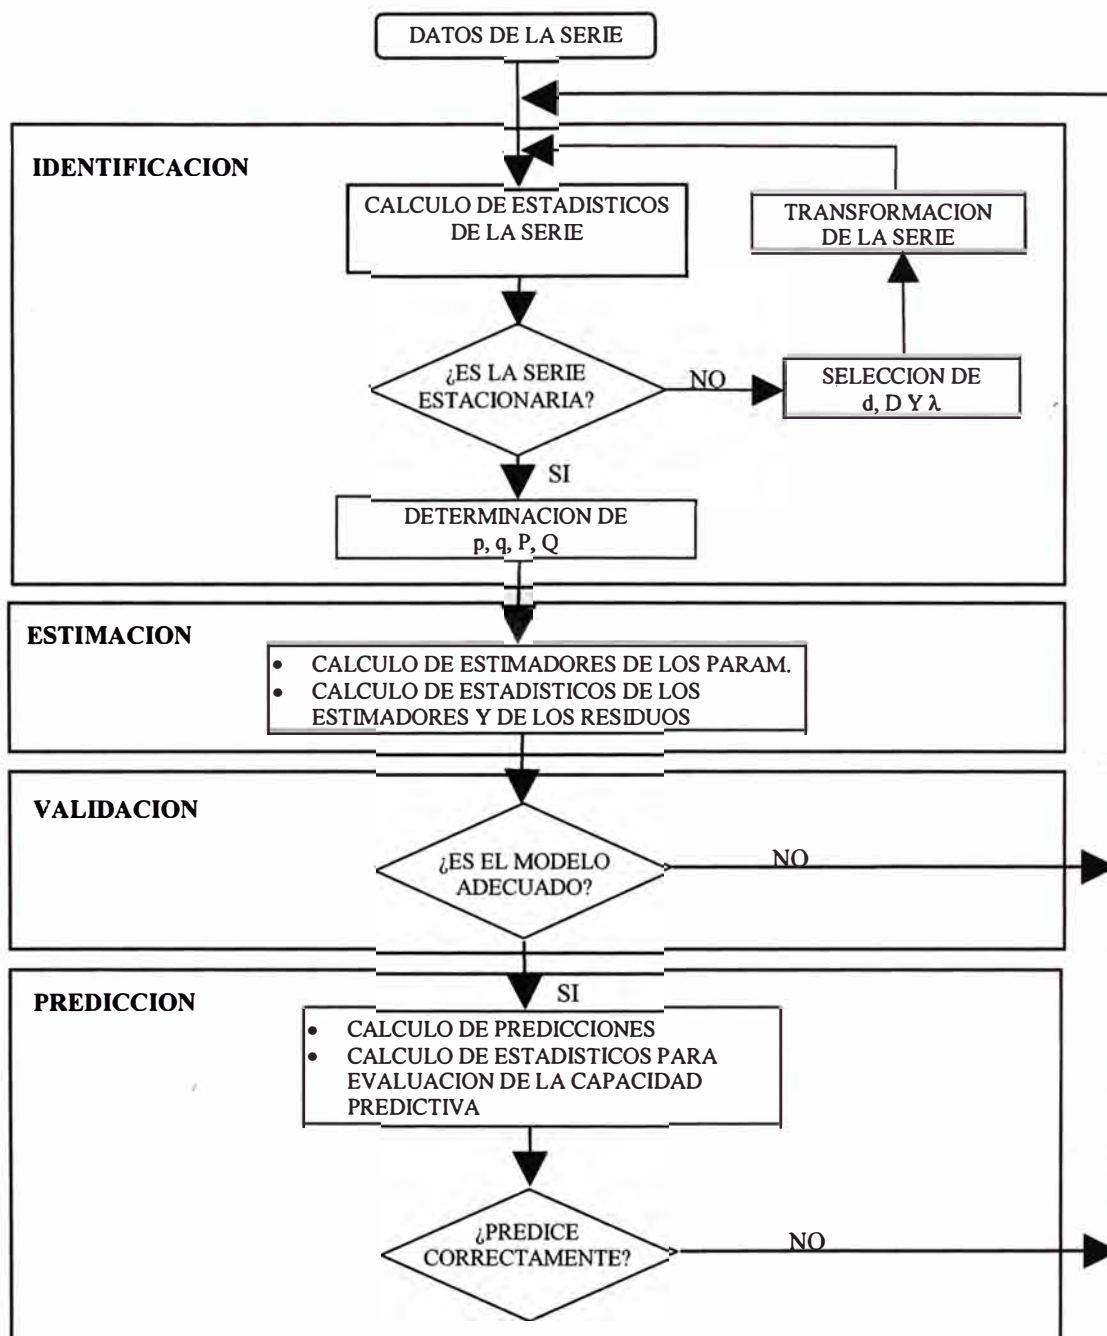 DATOS DE LA SERIE
IDENTIFICACION
CALCULO DE ESTADISTICOS
DE LA SERIE
TRANSFORMACION
DE LA SERIE
¿ES LA SERIE
ESTACIONARIA?
NO
SELECCION DE
d, D Y λ
SI
DETERMINACION DE
p, q, P, Q
ESTIMACION
• CALCULO DE ESTIMADORES DE LOS PARAM.
• CALCULO DE ESTADISTICOS DE LOS
ESTIMADORES Y DE LOS RESIDUOS
VALIDACION
¿ES EL MODELO
ADECUADO?
NO
SI
PREDICCION
• CALCULO DE PREDICCIONES
• CALCULO DE ESTADISTICOS PARA
EVALUACION DE LA CAPACIDAD
PREDICTIVA
¿PREDICE
CORRECTAMENTE?
NO